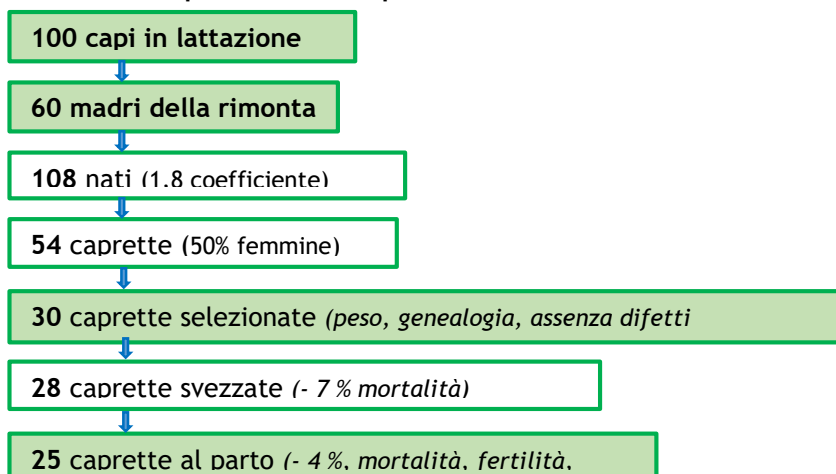 100 capi in lattazione
60 madri della rimonta
108 nati (1.8 coefficiente)
54 caprette (50% femmine)
30 caprette selezionate (peso, genealogia, assenza difetti
28 caprette svezzate (- 7 % mortalità)
25 caprette al parto (- 4 %, mortalità, fertilità,